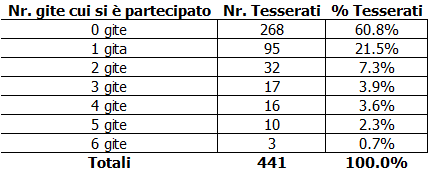 Nr. gite cui si è partecipato Nr. Tesserati % Tesserati
0 gite 268 60.8%
1 gita 95 21.5%
2 gite 32 7.3%
3 gite 17 3.9%
4 gite 16 3.6%
5 gite 10 2.3%
6 gite 3 0.7%
Totali 441 100.0%